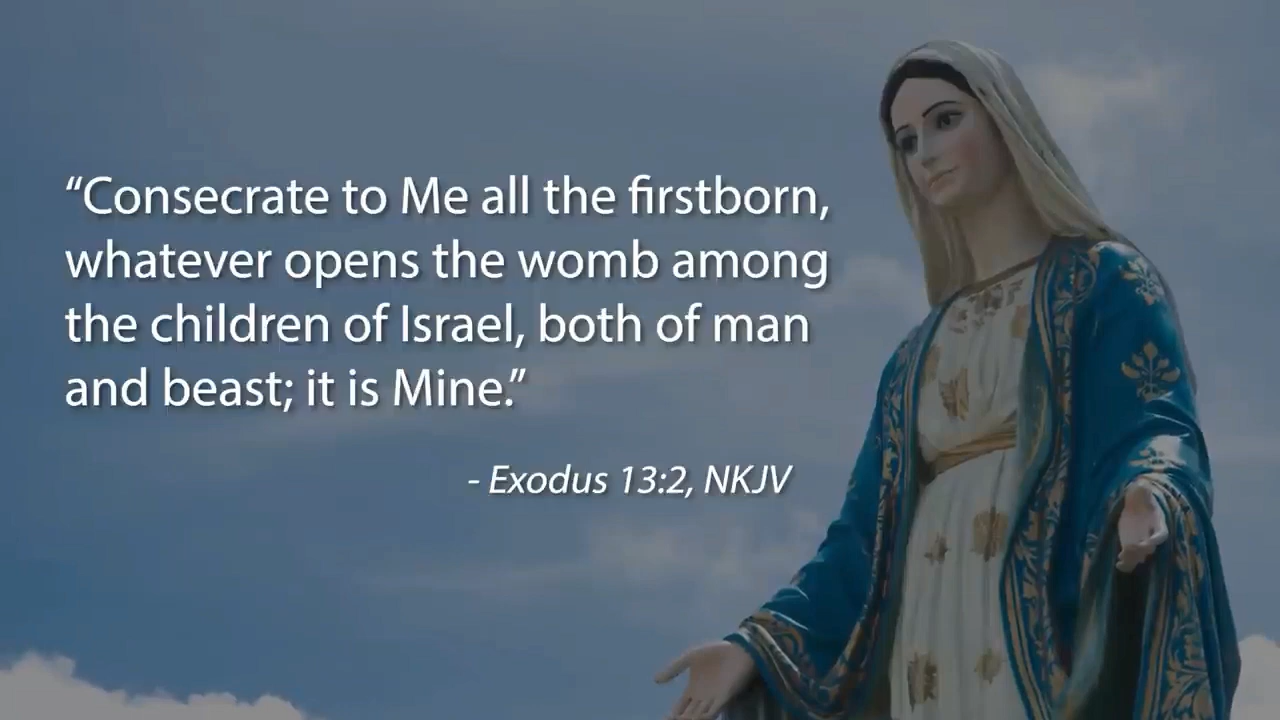 “Consecrate to Me all the firstborn,
whatever opens the womb among
the children of Israel, both of man
and beast; it is Mine.”
- Exodus 13:2, NKJV